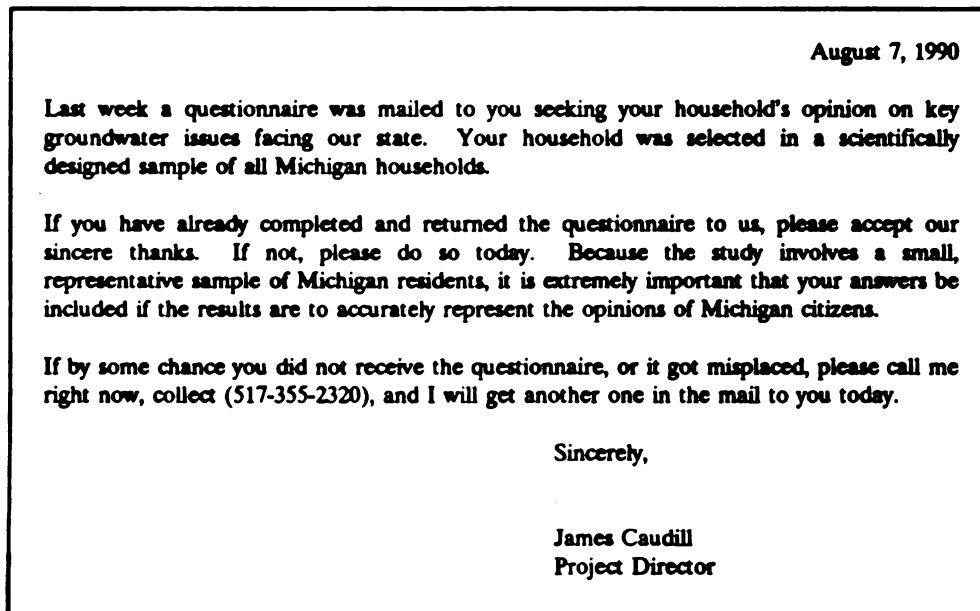 August 7, 1990
Last week a questionnaire was mailed to you seeking your household's opinion on key
groundwater issues facing our state. Your household was selected in a scientifically
designed sample of all Michigan households.
If you have already completed and returned the questionnaire to us, please accept our
sincere thanks. If not, please do so today. Because the study involves a small,
representative sample of Michigan residents, it is extremely important that your answers be
included if the results are to accurately represent the opinions of Michigan citizens.
If by some chance you did not receive the questionnaire, or it got misplaced, please call me
right now, collect (517-355-2320), and I will get another one in the mail to you today.
Sincerely,
James Caudill
Project Director